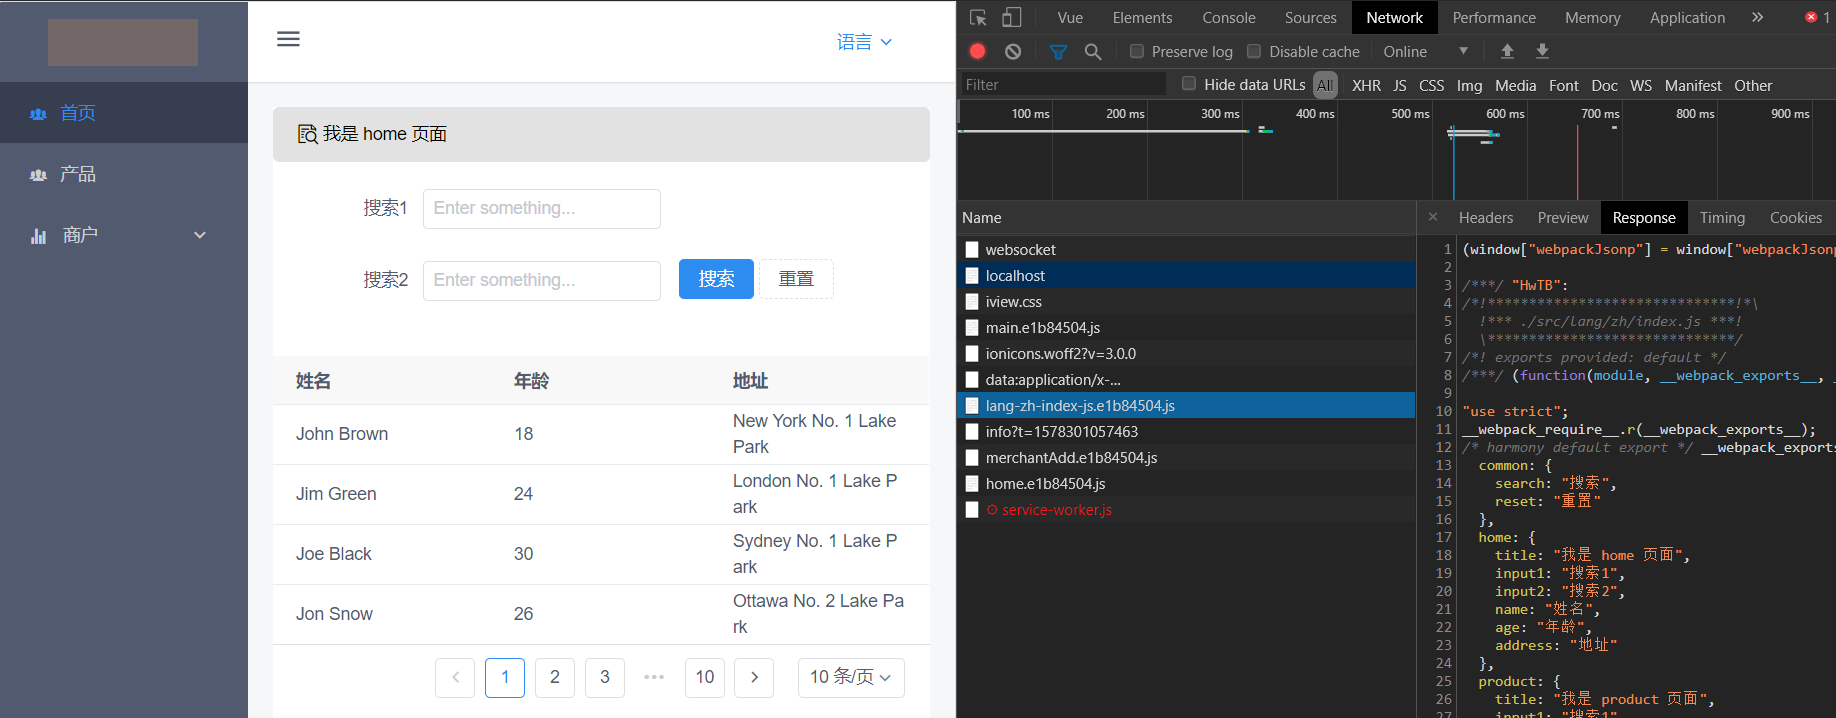 语言
首页
产品
商户
我是 home 页面
搜索1 Enter something...
搜索2 Enter something... 搜索 重置
姓名 年龄 地址
John Brown 18 New York No. 1 Lake
Park
Jim Green 24 London No. 1 Lake P
ark
Joe Black 30 Sydney No. 1 Lake P
ark
Jon Snow 26 Ottawa No. 2 Lake Pa
rk
1 2 3 ••• 10 10 条/页
Vue Elements Console Sources Network Performance Memory Application » 1
Preserve log Disable cache Online
Filter Hide data URLs All XHR JS CSS Img Media Font Doc WS Manifest Other
100 ms 200 ms 300 ms 400 ms 500 ms 600 ms 700 ms 800 ms 900 ms
Name
websocket
localhost
iview.css
main.e1b84504.js
ionicons.woff2?v=3.0.0
data:application/x-...
lang-zh-index-js.e1b84504.js
info?t=1578301057463
merchantAdd.e1b84504.js
home.e1b84504.js
service-worker.js
× Headers Preview Response Timing Cookies
1 (window["webpackJsonp"] = window["webpackJsonp
2
3 /***/ "HwTB":
4 /*!******************************!*\
5 !*** ./src/lang/zh/index.js ***!
6 \******************************/
7 /*! exports provided: default */
8 /***/ (function(module, __webpack_exports__, _
9
10 "use strict";
11 __webpack_require__.r(__webpack_exports__);
12 /* harmony default export */ __webpack_exports
13 common: {
14 search: "搜索",
15 reset: "重置"
16 },
17 home: {
18 title: "我是 home 页面",
19 input1: "搜索1",
20 input2: "搜索2",
21 name: "姓名",
22 age: "年龄",
23 address: "地址"
24 },
25 product: {
26 title: "我是 product 页面",
27 input1: "搜索1"